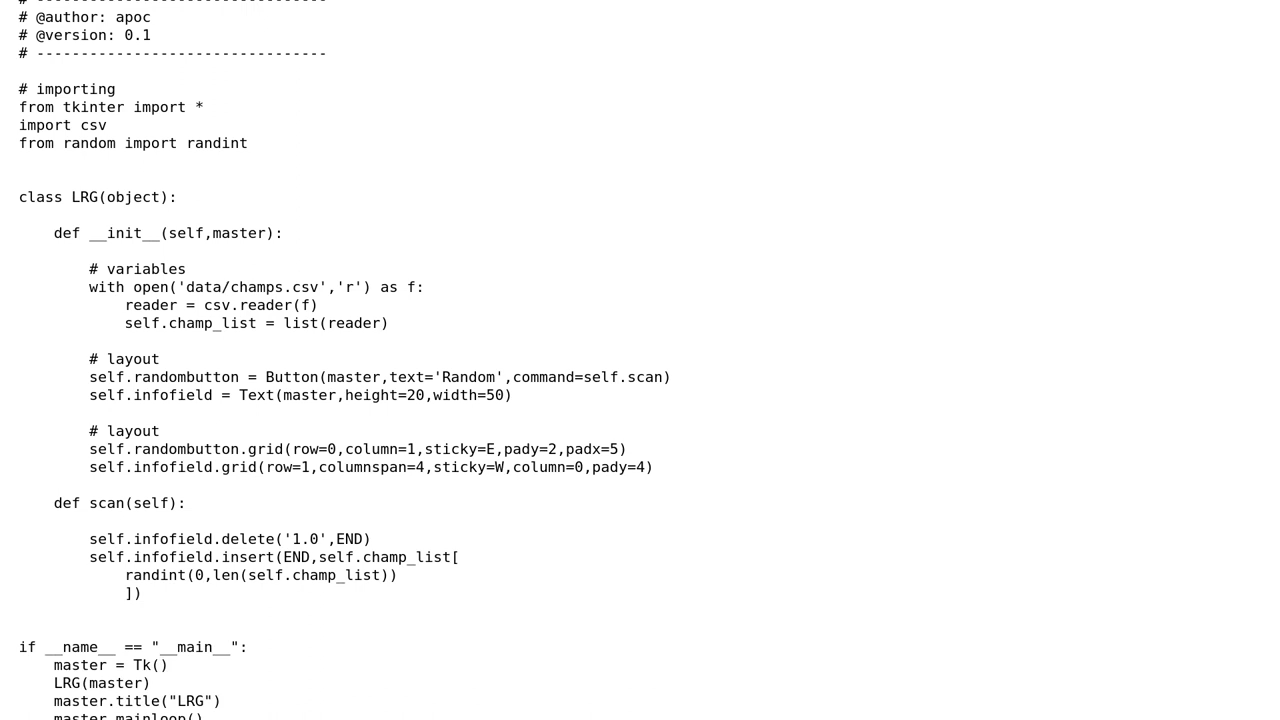 # ---------------------------------
# @author: apoc
# @version: 0.1
# ---------------------------------

# importing
from tkinter import *
import csv
from random import randint


class LRG(object):

    def __init__(self,master):

        # variables
        with open('data/champs.csv','r') as f:
            reader = csv.reader(f)
            self.champ_list = list(reader)

        # layout
        self.randombutton = Button(master,text='Random',command=self.scan)
        self.infofield = Text(master,height=20,width=50)

        # layout
        self.randombutton.grid(row=0,column=1,sticky=E,pady=2,padx=5)
        self.infofield.grid(row=1,columnspan=4,sticky=W,column=0,pady=4)

    def scan(self):

        self.infofield.delete('1.0',END)
        self.infofield.insert(END,self.champ_list[
            randint(0,len(self.champ_list))
            ])


if __name__ == "__main__":
    master = Tk()
    LRG(master)
    master.title("LRG")
    master.mainloop()